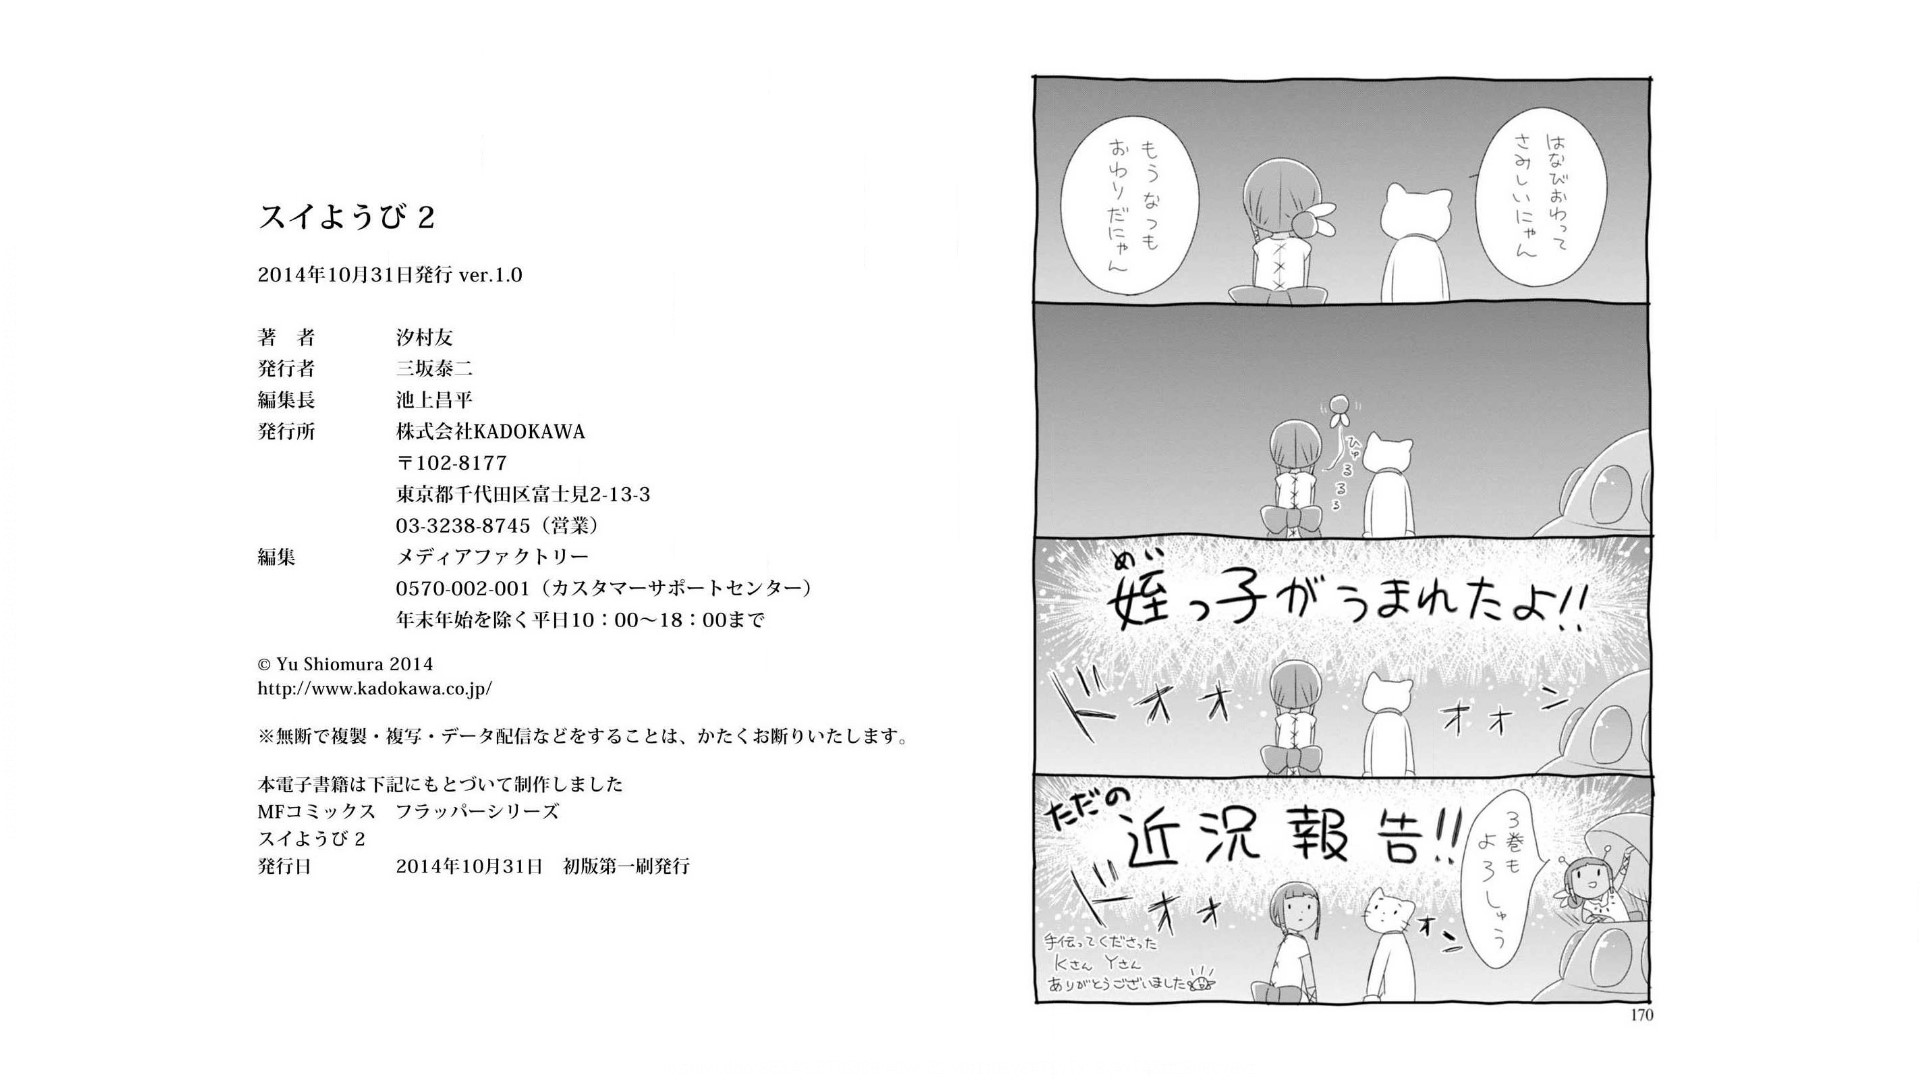 スイようび 2
2014年10月31日発行 ver.1.0
著　者　汐村友
発行者　三坂泰二
編集長　池上昌平
発行所　株式会社KADOKAWA
〒102-8177
東京都千代田区富士見2-13-3
03-3238-8745（営業）
編集　メディアファクトリー
0570-002-001（カスタマーサポートセンター）
年末年始を除く平日10：00～18：00まで
© Yu Shiomura 2014
http://www.kadokawa.co.jp/
※無断で複製・複写・データ配信などをすることは、かたくお断りいたします。
本電子書籍は下記にもとづいて制作しました
MFコミックス　フラッパーシリーズ
スイようび 2
発行日　2014年10月31日　初版第一刷発行
はなびおわって
さみしいにゃん
もう なつも
おわりだにゃん
ひゅるるる
めい
姪っ子がうまれたよ!!
ドオオ
オオン
ただの
近況報告!!
ドオオ
オン
3巻も
よろしゅう
手伝ってくださった
Kさん Yさん
ありがとうございました
170